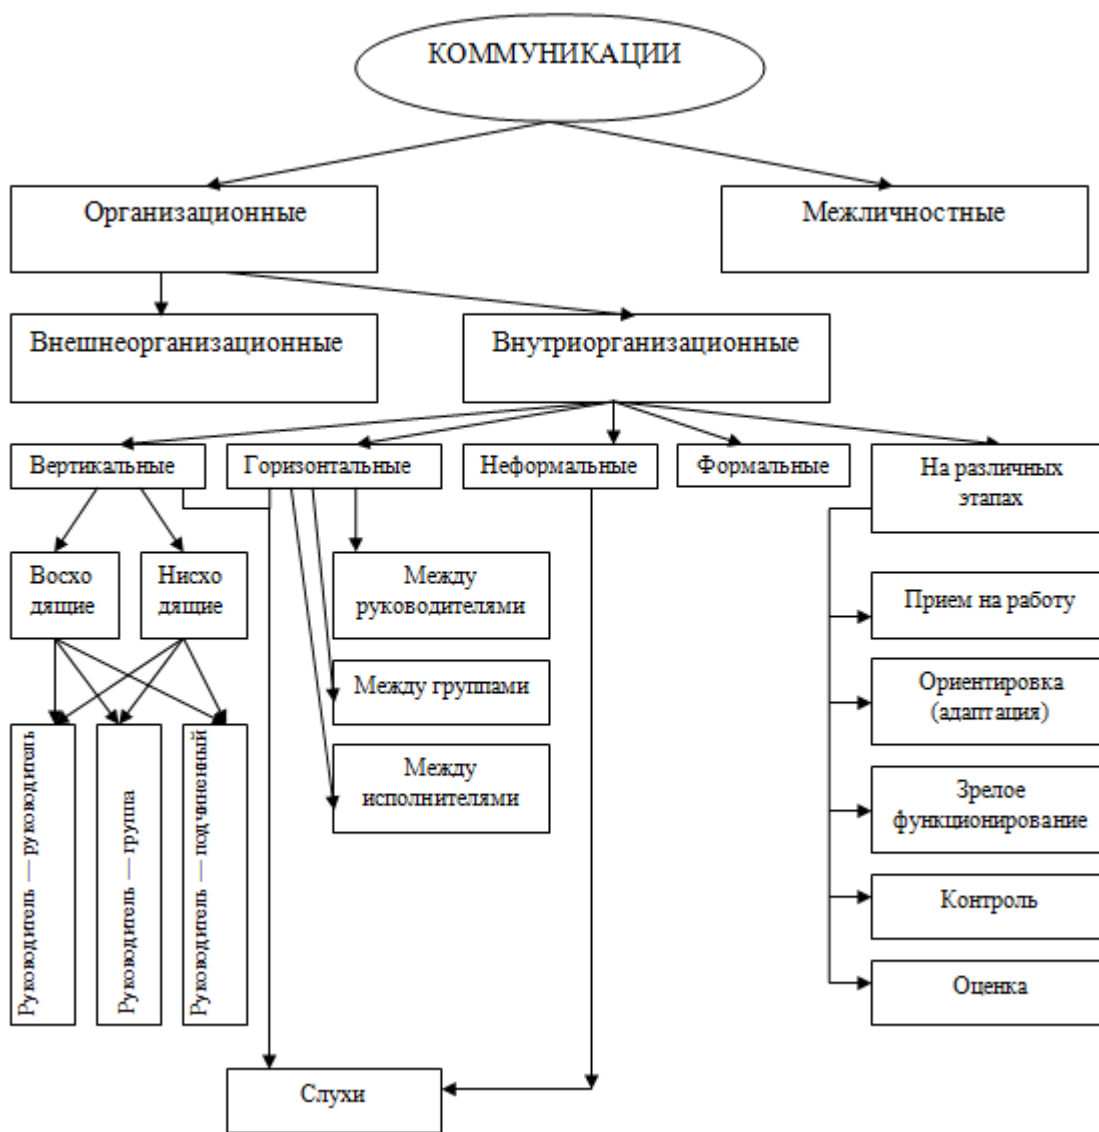 КОММУНИКАЦИИ
Организационные
Межличностные
Внешнеорганизационные
Внутриорганизационные
Вертикальные
Горизонтальные
Неформальные
Формальные
На различных
этапах
Восхо
дящие
Нисхо
дящие
Между
руководителями
Прием на работу
Между группами
Ориентировка
(адаптация)
Между
исполнителями
Зрелое
функционирование
Руководитель — руководитель
Руководитель — группа
Руководитель — подчиненный
Контроль
Оценка
Слухи